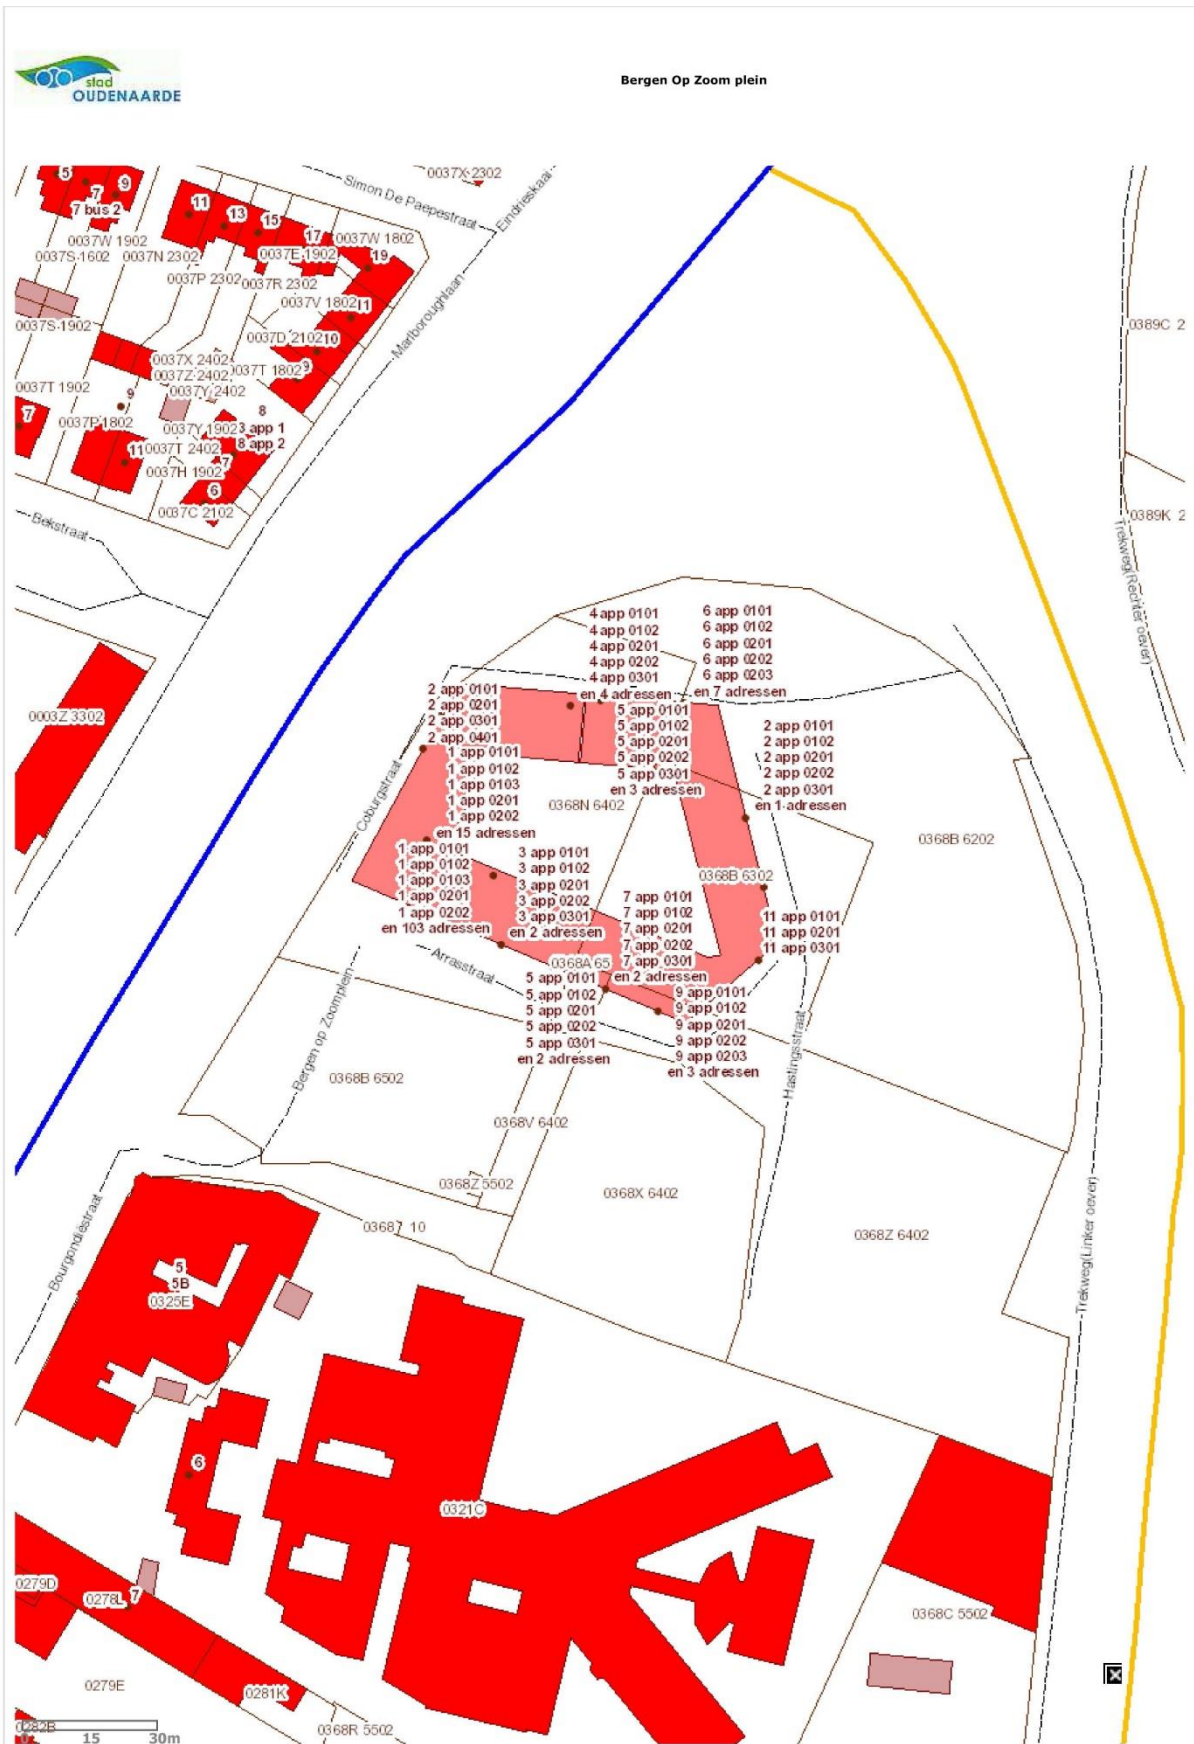 stad
OUDENAARDE
Bergen Op Zoom plein
0037X 2302
Simon De Paepestraat
Eindrieskaai
5
7
9
7 bus 2
11
13
15
17
0037W 1802
19
0037W 1902
0037S 1602
0037N 2302
0037E 1902
0037P 2302
0037R 2302
0037V 1802
11
Marlboroughlaan
0037S 1902
0037D 2102
10
0389C 2
0037X 2402
0037Z 2402
0037T 1802
9
0037Y 2402
0037T 1902
9
8
7
0037P 1802
0037Y 1902
8 app 2
11
0037T 2402
7
0037H 1902
6
0037C 2102
0389K 2
Bekstraat
Trekweg(Rechter oever)
4 app 0101
4 app 0102
4 app 0201
4 app 0202
4 app 0301
en 4 adressen
6 app 0101
6 app 0102
6 app 0201
6 app 0202
6 app 0203
en 7 adressen
2 app 0101
2 app 0201
2 app 0301
2 app 0401
5 app 0101
5 app 0102
5 app 0201
5 app 0202
5 app 0301
en 3 adressen
2 app 0101
2 app 0102
2 app 0201
2 app 0202
2 app 0301
en 1 adressen
0003Z 3302
1 app 0101
1 app 0102
1 app 0103
1 app 0201
1 app 0202
en 15 adressen
Coburgstraat
0368N 6402
0368B 6202
1 app 0101
1 app 0102
1 app 0103
1 app 0201
1 app 0202
en 103 adressen
3 app 0101
3 app 0102
3 app 0201
3 app 0202
3 app 0301
en 2 adressen
0368B 6302
7 app 0101
7 app 0102
7 app 0201
7 app 0202
7 app 0301
en 2 adressen
11 app 0101
11 app 0201
11 app 0301
Arrasstraat
0368A 65
5 app 0101
5 app 0102
5 app 0201
5 app 0202
5 app 0301
en 2 adressen
9 app 0101
9 app 0102
9 app 0201
9 app 0202
9 app 0203
en 3 adressen
Bergen op Zoomplein
Hastingsstraat
0368B 6502
0368V 6402
0368Z 5502
0368X 6402
0368Z 6402
0368? 10
Bourgondiëstraat
Trekweg(Linker oever)
5
5B
0325E
6
0321C
0279D
0278L
7
0368C 5502
0279E
0281K
0282B
0368R 5502
0
15
30m